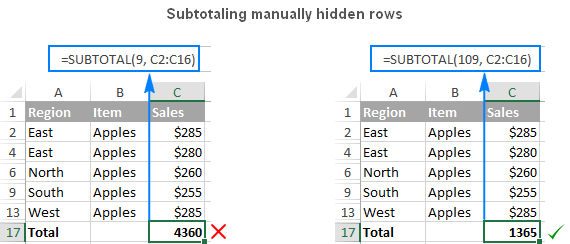 Subtotaling manually hidden rows
=SUBTOTAL(9, C2:C16)
A B C
1 Region Item Sales
2 East Apples $285
4 East Apples $280
6 North Apples $260
9 South Apples $255
13 West Apples $285
17 Total 4360
=SUBTOTAL(109, C2:C16)
A B C
1 Region Item Sales
2 East Apples $285
4 East Apples $280
6 North Apples $260
9 South Apples $255
13 West Apples $285
17 Total 1365